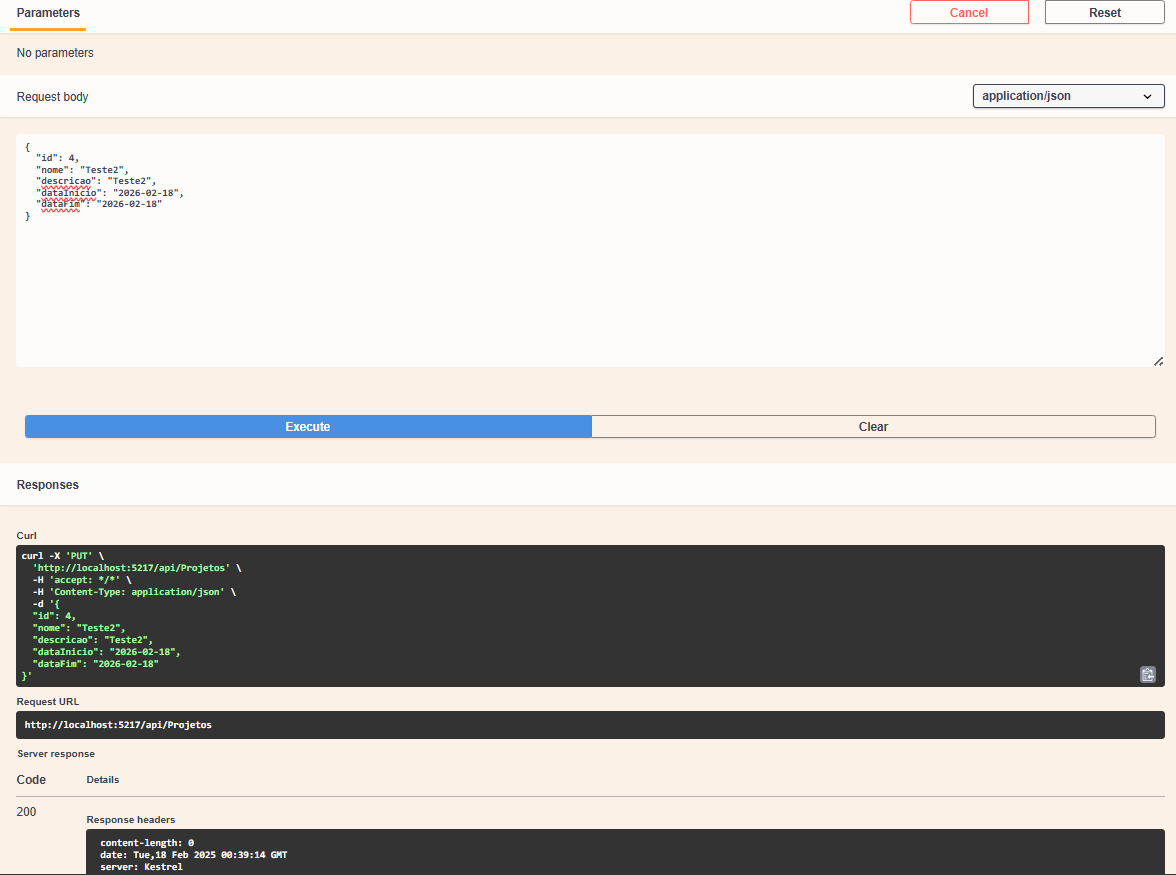 Parameters
Cancel
Reset
No parameters
Request body
application/json
{
  "id": 4,
  "nome": "Teste2",
  "descricao": "Teste2",
  "dataInicio": "2026-02-18",
  "dataFim": "2026-02-18"
}
Execute
Clear
Responses
Curl
curl -X 'PUT' \
  'http://localhost:5217/api/Projetos' \
  -H 'accept: */*' \
  -H 'Content-Type: application/json' \
  -d '{
  "id": 4,
  "nome": "Teste2",
  "descricao": "Teste2",
  "dataInicio": "2026-02-18",
  "dataFim": "2026-02-18"
}'
Request URL
http://localhost:5217/api/Projetos
Server response
Code
Details
200
Response headers
content-length: 0
date: Tue,18 Feb 2025 00:39:14 GMT
server: Kestrel